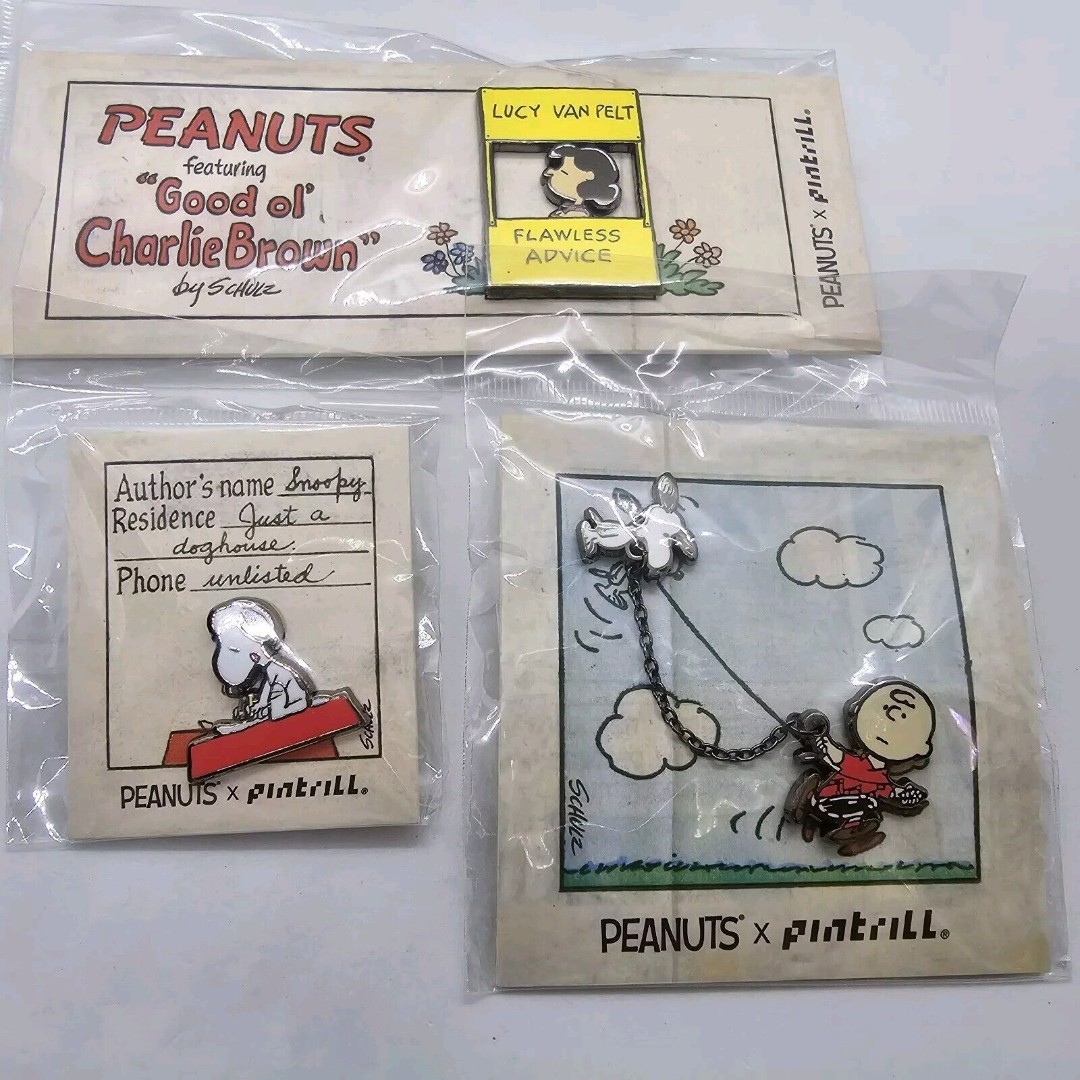 PEANUTS®
featuring
"Good ol'
Charlie Brown"
by SCHULZ
LUCY VAN PELT
FLAWLESS
ADVICE
PEANUTS x pintrill®
Author's name Snoopy
Residence Just a
doghouse.
Phone unlisted
SCHULZ
PEANUTS® x pintrill®
SCHULZ
PEANUTS® x pintrill®